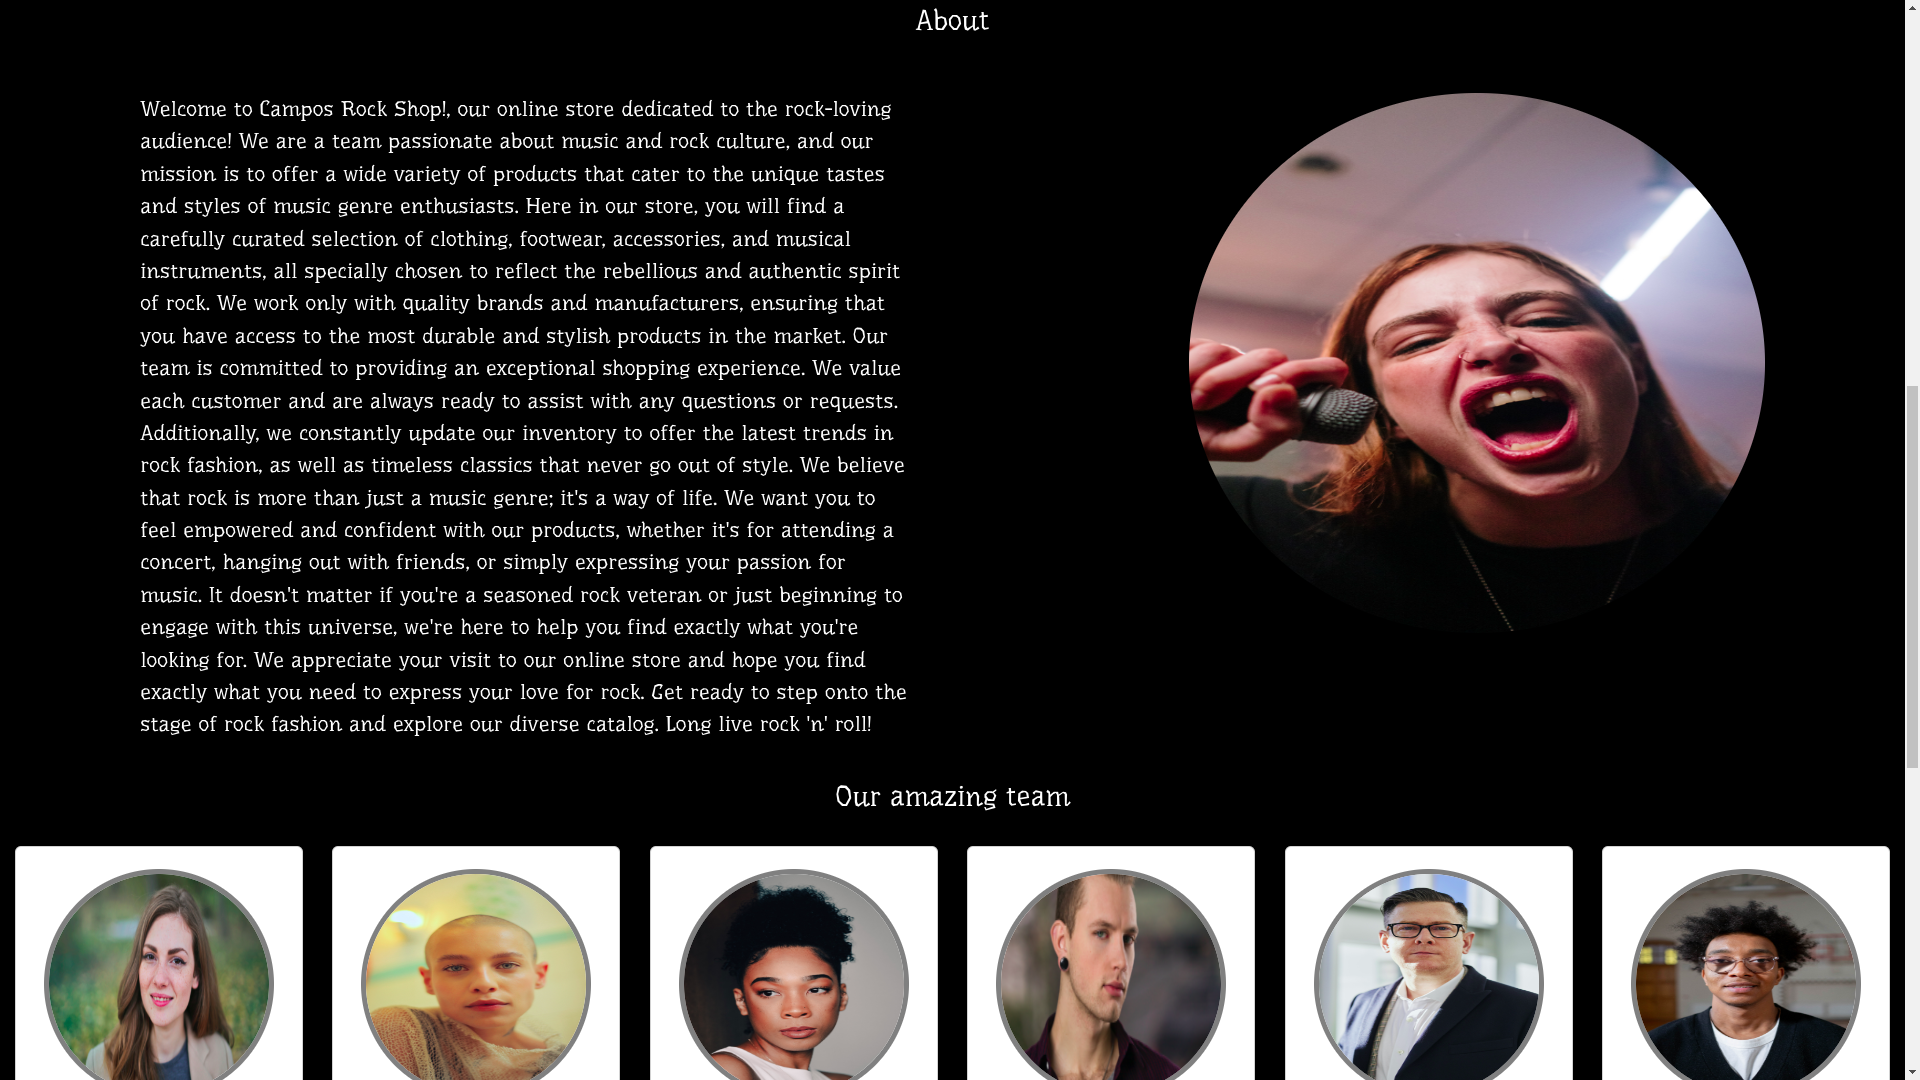 About
Welcome to Campos Rock Shop!, our online store dedicated to the rock-loving
audience! We are a team passionate about music and rock culture, and our
mission is to offer a wide variety of products that cater to the unique tastes
and styles of music genre enthusiasts. Here in our store, you will find a
carefully curated selection of clothing, footwear, accessories, and musical
instruments, all specially chosen to reflect the rebellious and authentic spirit
of rock. We work only with quality brands and manufacturers, ensuring that
you have access to the most durable and stylish products in the market. Our
team is committed to providing an exceptional shopping experience. We value
each customer and are always ready to assist with any questions or requests.
Additionally, we constantly update our inventory to offer the latest trends in
rock fashion, as well as timeless classics that never go out of style. We believe
that rock is more than just a music genre; it's a way of life. We want you to
feel empowered and confident with our products, whether it's for attending a
concert, hanging out with friends, or simply expressing your passion for
music. It doesn't matter if you're a seasoned rock veteran or just beginning to
engage with this universe, we're here to help you find exactly what you're
looking for. We appreciate your visit to our online store and hope you find
exactly what you need to express your love for rock. Get ready to step onto the
stage of rock fashion and explore our diverse catalog. Long live rock 'n' roll!
Our amazing team